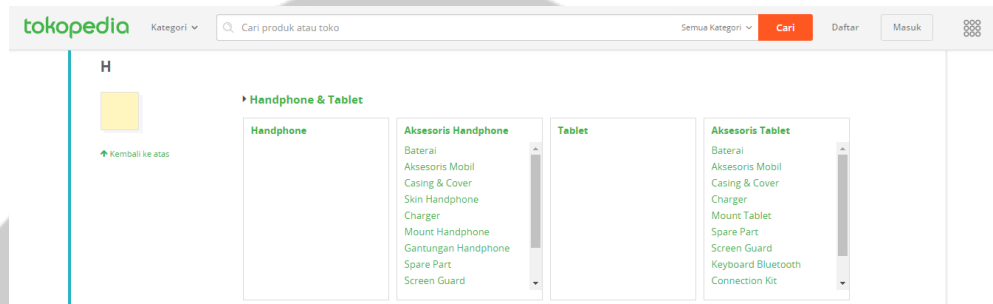 tokopedia Kategori Cari produk atau toko Semua Kategori Cari Daftar Masuk
H
Handphone & Tablet
Kembali ke atas
Handphone
Aksesoris Handphone
Baterai
Aksesoris Mobil
Casing & Cover
Skin Handphone
Charger
Mount Handphone
Gantungan Handphone
Spare Part
Screen Guard
Tablet
Aksesoris Tablet
Baterai
Aksesoris Mobil
Casing & Cover
Charger
Mount Tablet
Spare Part
Screen Guard
Keyboard Bluetooth
Connection Kit